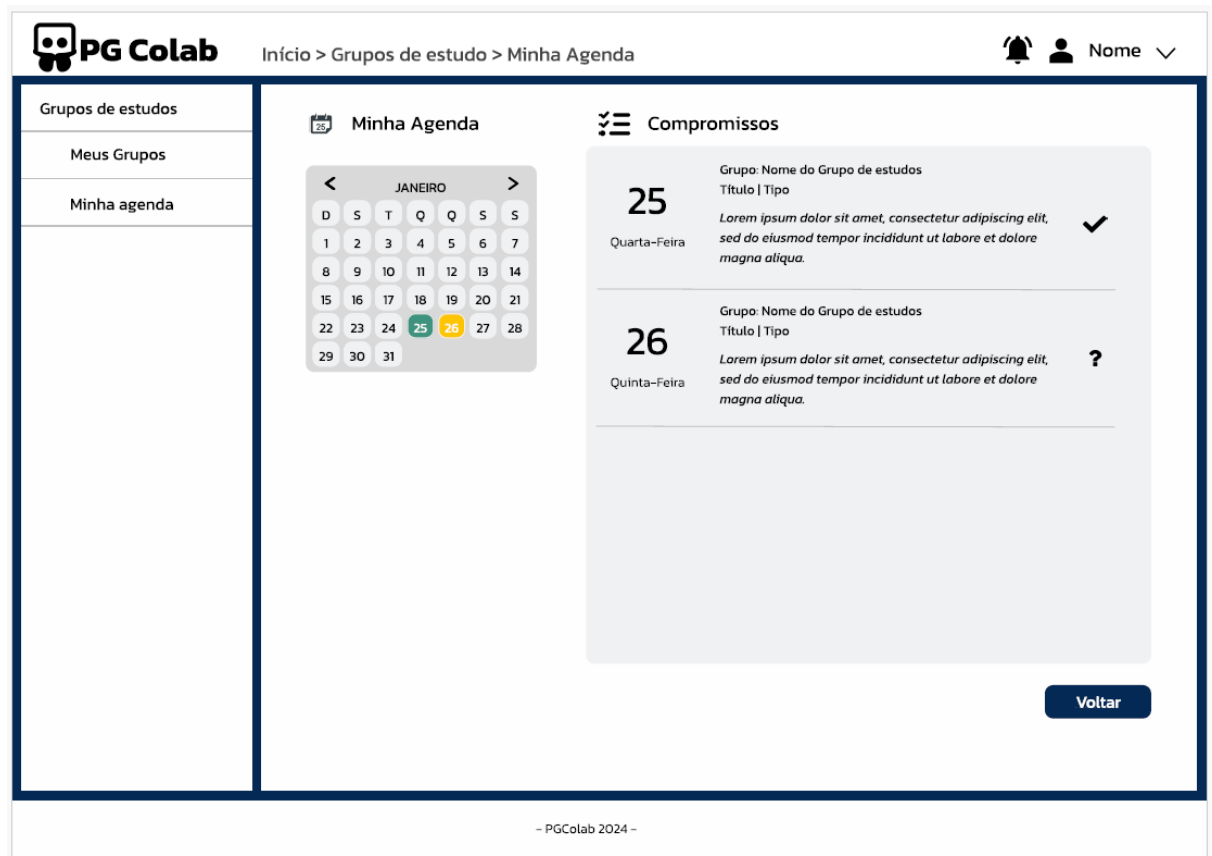 PG Colab
Início > Grupos de estudo > Minha Agenda
Nome
Grupos de estudos
Meus Grupos
Minha agenda
25
Minha Agenda
JANEIRO
D S T Q Q S S
1 2 3 4 5 6 7
8 9 10 11 12 13 14
15 16 17 18 19 20 21
22 23 24 25 26 27 28
29 30 31
Compromissos
25
Quarta-Feira
Grupo: Nome do Grupo de estudos
Título | Tipo
Lorem ipsum dolor sit amet, consectetur adipiscing elit,
sed do eiusmod tempor incididunt ut labore et dolore
magna aliqua.
26
Quinta-Feira
Grupo: Nome do Grupo de estudos
Título | Tipo
Lorem ipsum dolor sit amet, consectetur adipiscing elit,
sed do eiusmod tempor incididunt ut labore et dolore
magna aliqua.
?
Voltar
- PGColab 2024 -